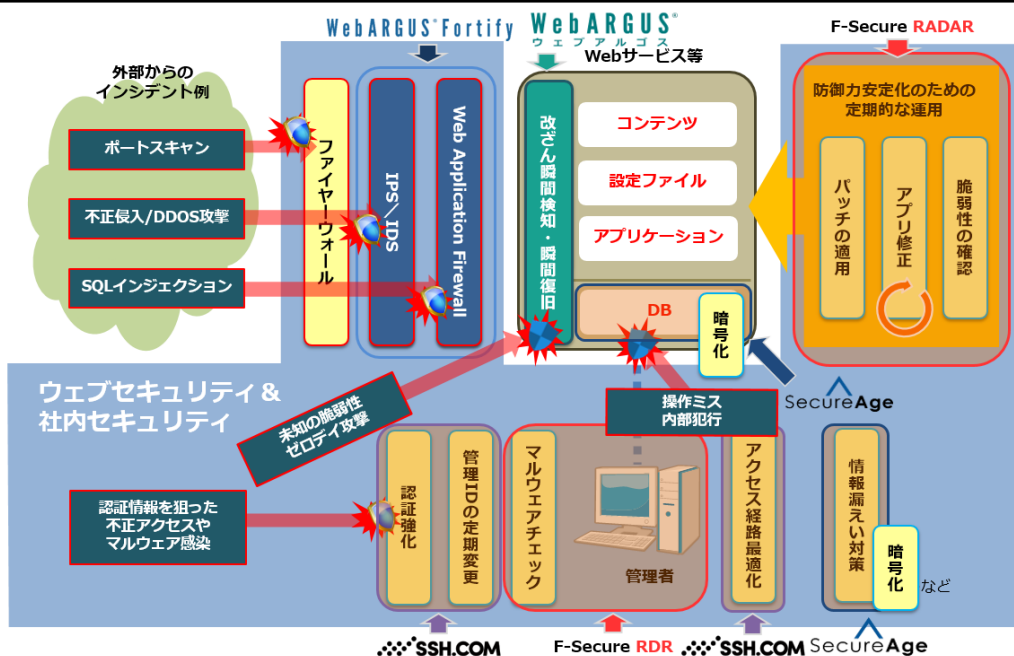 WebARGUS® Fortify
WebARGUS®
ウェブアルゴス
Webサービス等
F-Secure RADAR
外部からの
インシデント例
ポートスキャン
不正侵入/DDOS攻撃
SQLインジェクション
ファイヤーウォール
IPS／IDS
Web Application Firewall
改ざん瞬間検知・瞬間復旧
コンテンツ
設定ファイル
アプリケーション
DB
暗号化
防御力安定化のための
定期的な運用
パッチの適用
アプリ修正
脆弱性の確認
SecureAge
ウェブセキュリティ＆
社内セキュリティ
未知の脆弱性
ゼロデイ攻撃
操作ミス
内部犯行
認証情報を狙った
不正アクセスや
マルウェア感染
認証強化
管理IDの定期変更
マルウェアチェック
管理者
アクセス経路最適化
情報漏えい対策
暗号化
など
SSH.COM
F-Secure RDR
SSH.COM
SecureAge